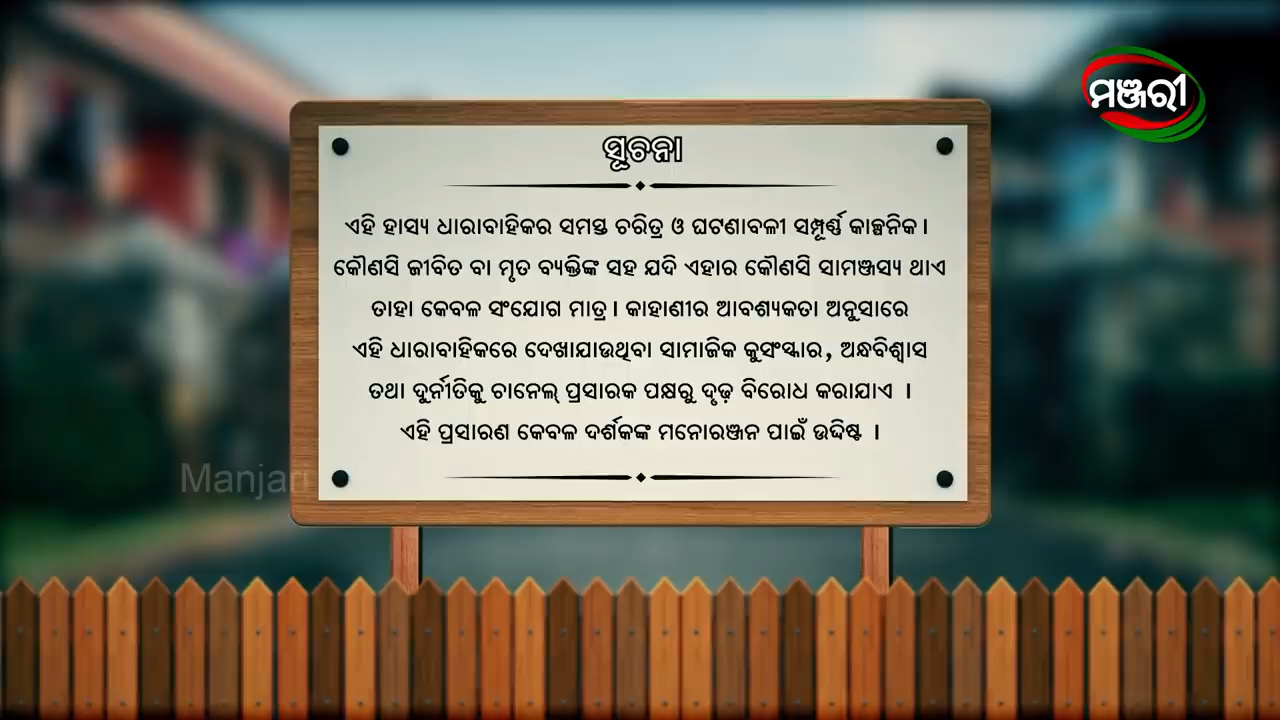 ମଞ୍ଜରୀ
ସୂଚନା
ଏହି ହାସ୍ୟ ଧାରାବାହିକର ସମସ୍ତ ଚରିତ୍ର ଓ ଘଟଣାବଳୀ ସମ୍ପୂର୍ଣ୍ଣ କାଳ୍ପନିକ।
କୌଣସି ଜୀବିତ ବା ମୃତ ବ୍ୟକ୍ତିଙ୍କ ସହ ଯଦି ଏହାର କୌଣସି ସାମଞ୍ଜସ୍ୟ ଥାଏ
ତାହା କେବଳ ସଂଯୋଗ ମାତ୍ର। କାହାଣୀର ଆବଶ୍ୟକତା ଅନୁସାରେ
ଏହି ଧାରାବାହିକରେ ଦେଖାଯାଉଥିବା ସାମାଜିକ କୁସଂସ୍କାର, ଅନ୍ଧବିଶ୍ୱାସ
ତଥା ଦୁର୍ନୀତିକୁ ଚାନେଲ୍ ପ୍ରସାରକ ପକ୍ଷରୁ ଦୃଢ଼ ବିରୋଧ କରାଯାଏ ।
ଏହି ପ୍ରସାରଣ କେବଳ ଦର୍ଶକଙ୍କ ମନୋରଞ୍ଜନ ପାଇଁ ଉଦ୍ଦିଷ୍ଟ ।
Manjari